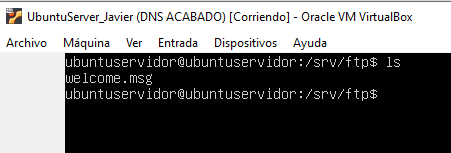 UbuntuServer_Javier (DNS ACABADO) [Corriendo] - Oracle VM VirtualBox
Archivo Máquina Ver Entrada Dispositivos Ayuda
ubuntuservidor@ubuntuservidor:/srv/ftp$ ls
welcome.msg
ubuntuservidor@ubuntuservidor:/srv/ftp$